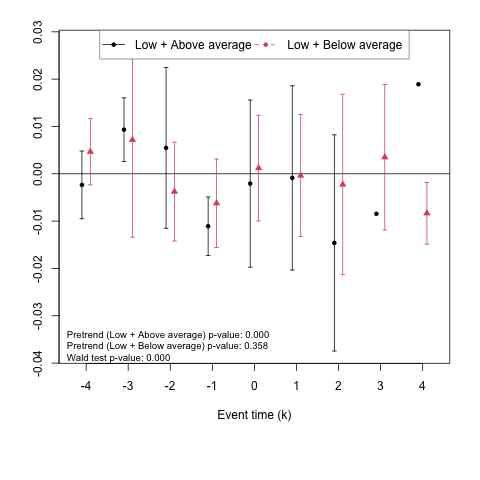 Low + Above average Low + Below average
0.03
0.02
0.01
0.00
-0.01
-0.02
-0.03
-0.04
Pretrend (Low + Above average) p-value: 0.000
Pretrend (Low + Below average) p-value: 0.358
Wald test p-value: 0.000
-4 -3 -2 -1 0 1 2 3 4
Event time (k)